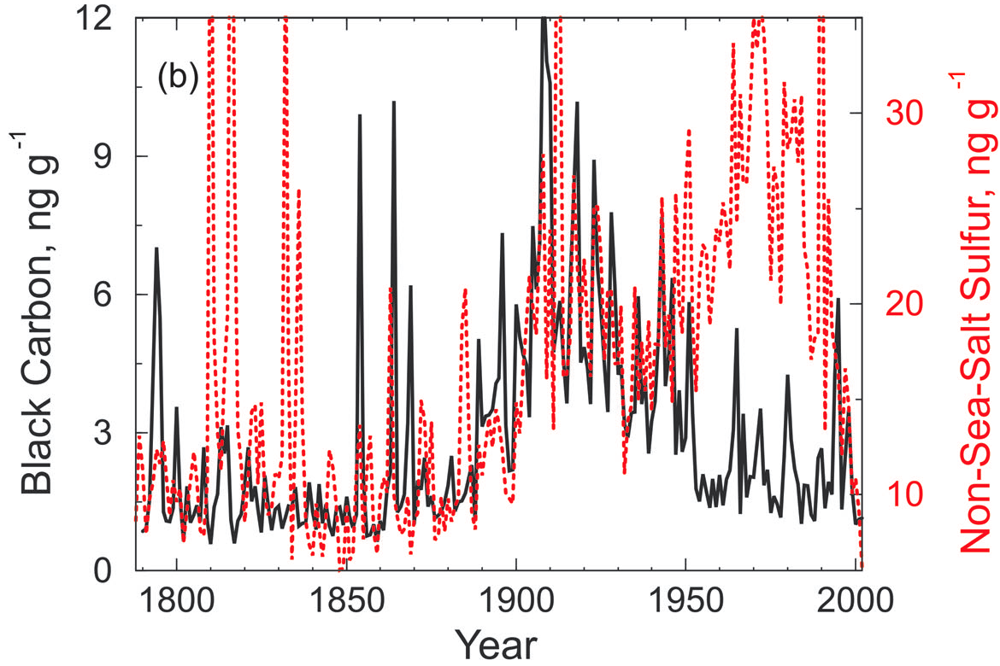 (b)
Black Carbon, ng g⁻¹
12
9
6
3
0
Non-Sea-Salt Sulfur, ng g⁻¹
30
20
10
1800 1850 1900 1950 2000
Year